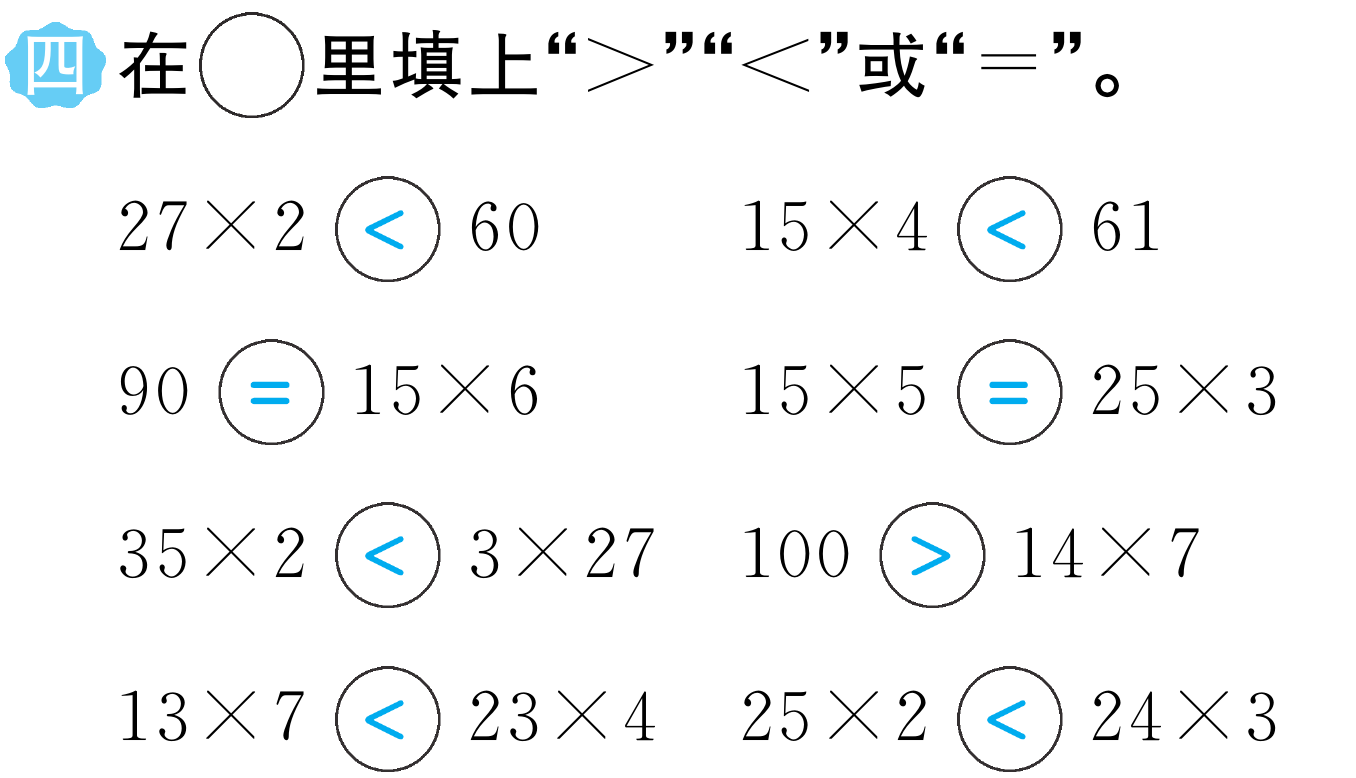 四 在○里填上“>”“<”或“=”。
27×2 < 60 15×4 < 61
90 = 15×6 15×5 = 25×3
35×2 < 3×27 100 > 14×7
13×7 < 23×4 25×2 < 24×3